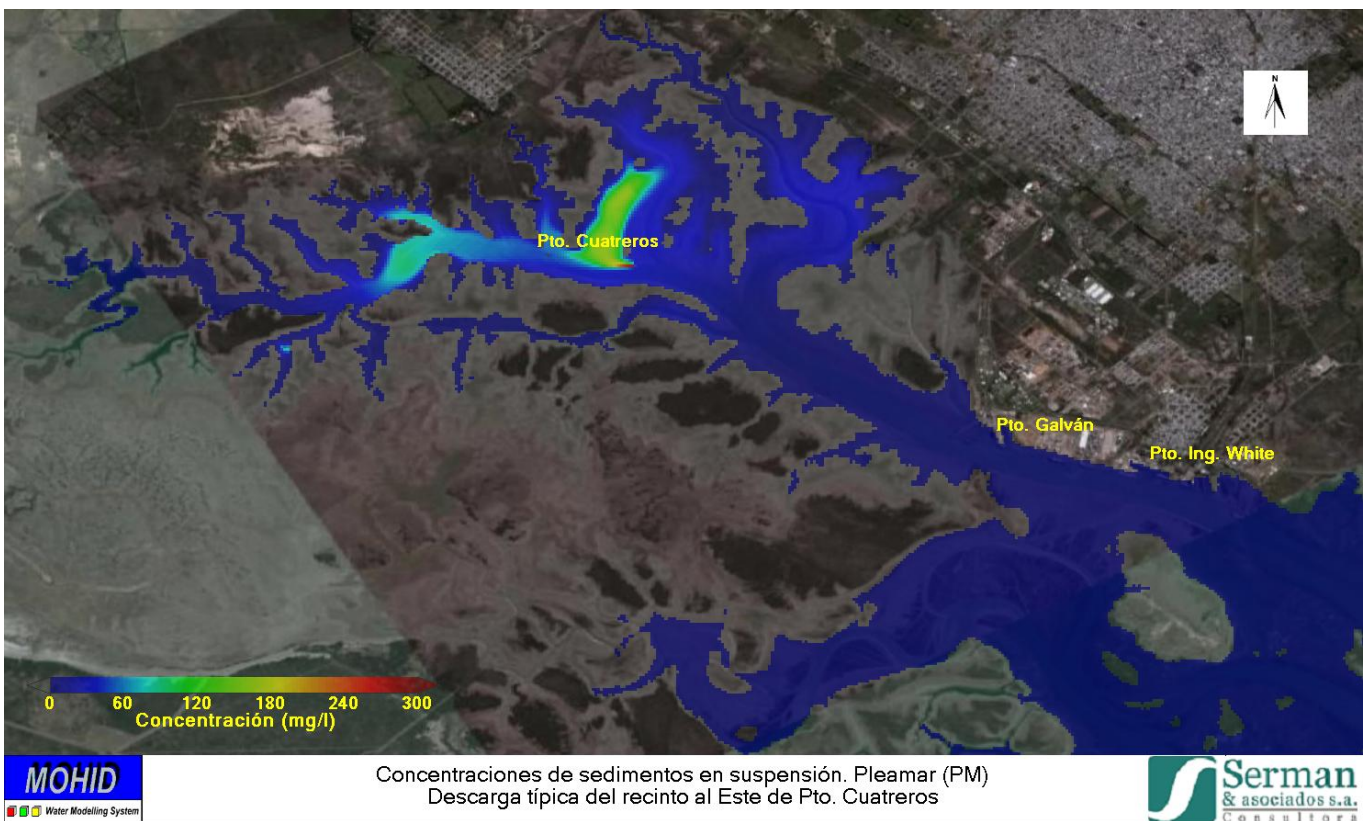 N
Pto. Cuatreros
Pto. Galván
Pto. Ing. White
0 60 120 180 240 300
Concentración (mg/l)
MOHID
Water Modelling System
Concentraciones de sedimentos en suspensión. Pleamar (PM)
Descarga típica del recinto al Este de Pto. Cuatreros
Serman
& asociados s.a.
Consultora